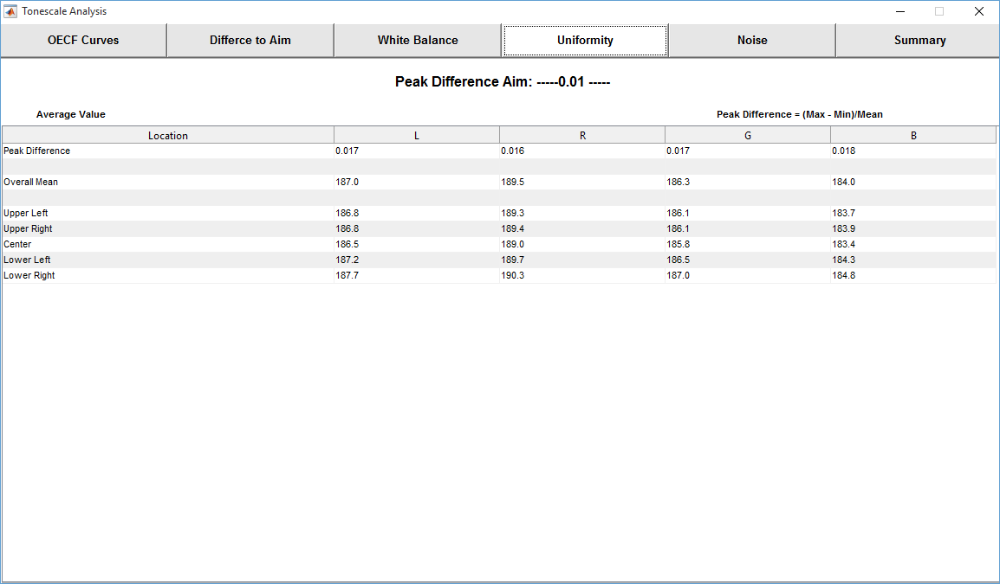 Tonescale Analysis
OECF Curves Differce to Aim White Balance Uniformity Noise Summary
Peak Difference Aim: -----0.01 -----
Average Value Peak Difference = (Max - Min)/Mean
Location L R G B
Peak Difference 0.017 0.016 0.017 0.018
Overall Mean 187.0 189.5 186.3 184.0
Upper Left 186.8 189.3 186.1 183.7
Upper Right 186.8 189.4 186.1 183.9
Center 186.5 189.0 185.8 183.4
Lower Left 187.2 189.7 186.5 184.3
Lower Right 187.7 190.3 187.0 184.8